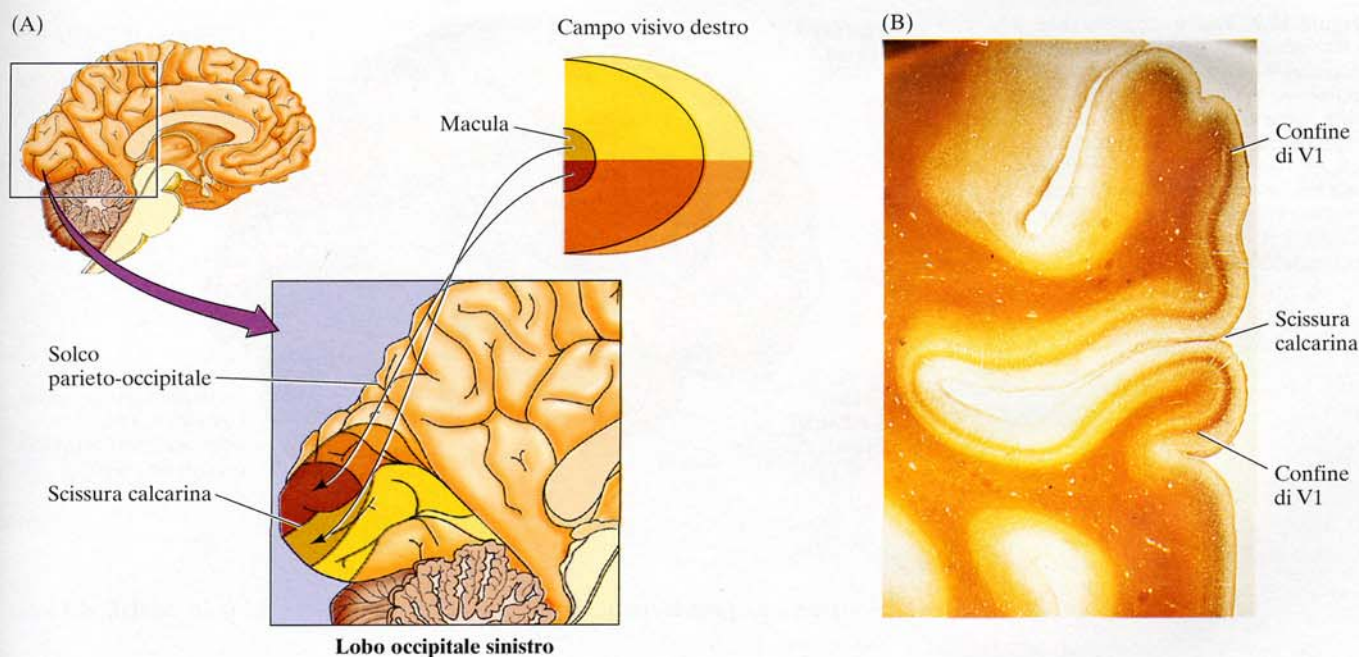 (A)
Campo visivo destro
Macula
Solco
parieto-occipitale
Scissura calcarina
Lobo occipitale sinistro
(B)
Confine
di V1
Scissura
calcarina
Confine
di V1